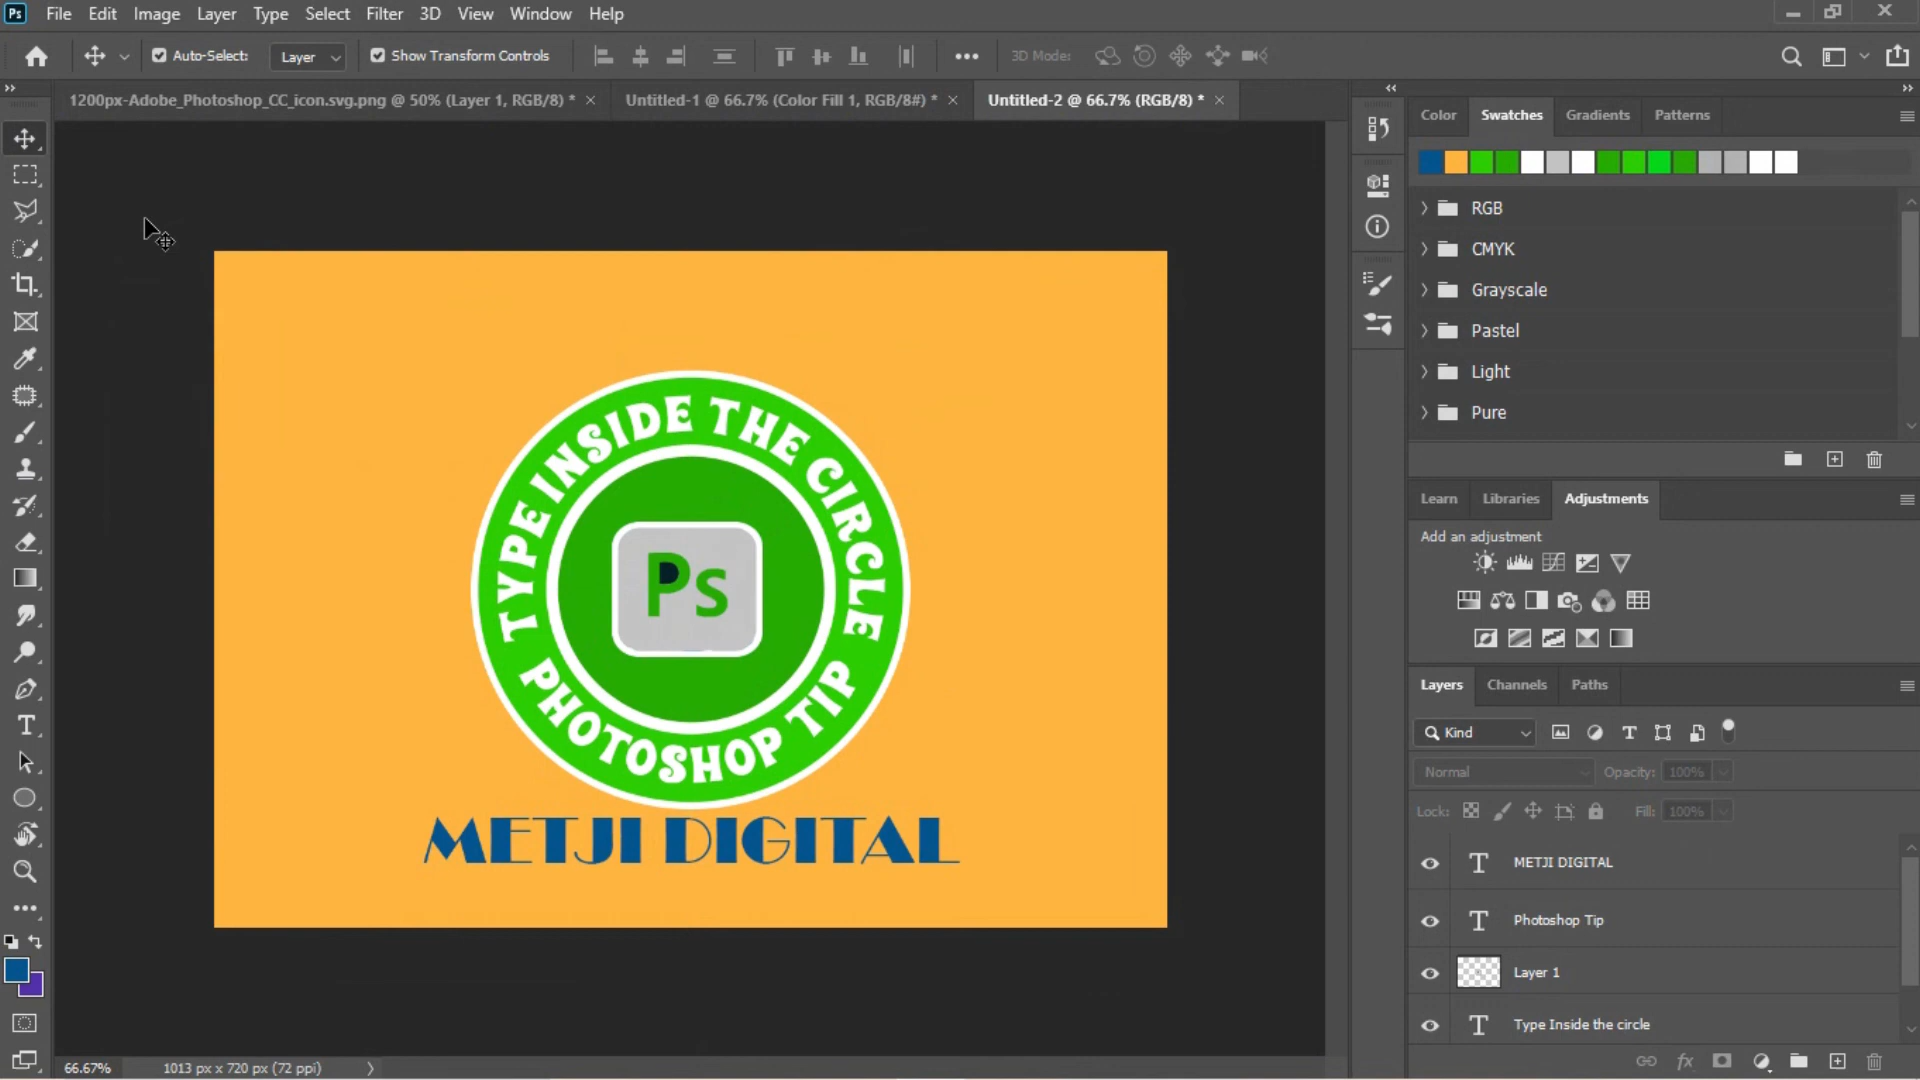 Ps File Edit Image Layer Type Select Filter 3D View Window Help
Auto-Select: Layer Show Transform Controls 3D Mode:
1200px-Adobe_Photoshop_CC_icon.svg.png @ 50% (Layer 1, RGB/8) * Untitled-1 @ 66.7% (Color Fill 1, RGB/8#) * Untitled-2 @ 66.7% (RGB/8) *
Color Swatches Gradients Patterns
RGB
CMYK
Grayscale
Pastel
Light
Pure
TYPE INSIDE THE CIRCLE
Ps
PHOTOSHOP TIP
METJI DIGITAL
Learn Libraries Adjustments
Add an adjustment
Layers Channels Paths
Kind
Normal Opacity: 100%
Lock: Fill: 100%
METJI DIGITAL
Photoshop Tip
Layer 1
Type Inside the circle
fx
66.67% 1013 px x 720 px (72 ppi)